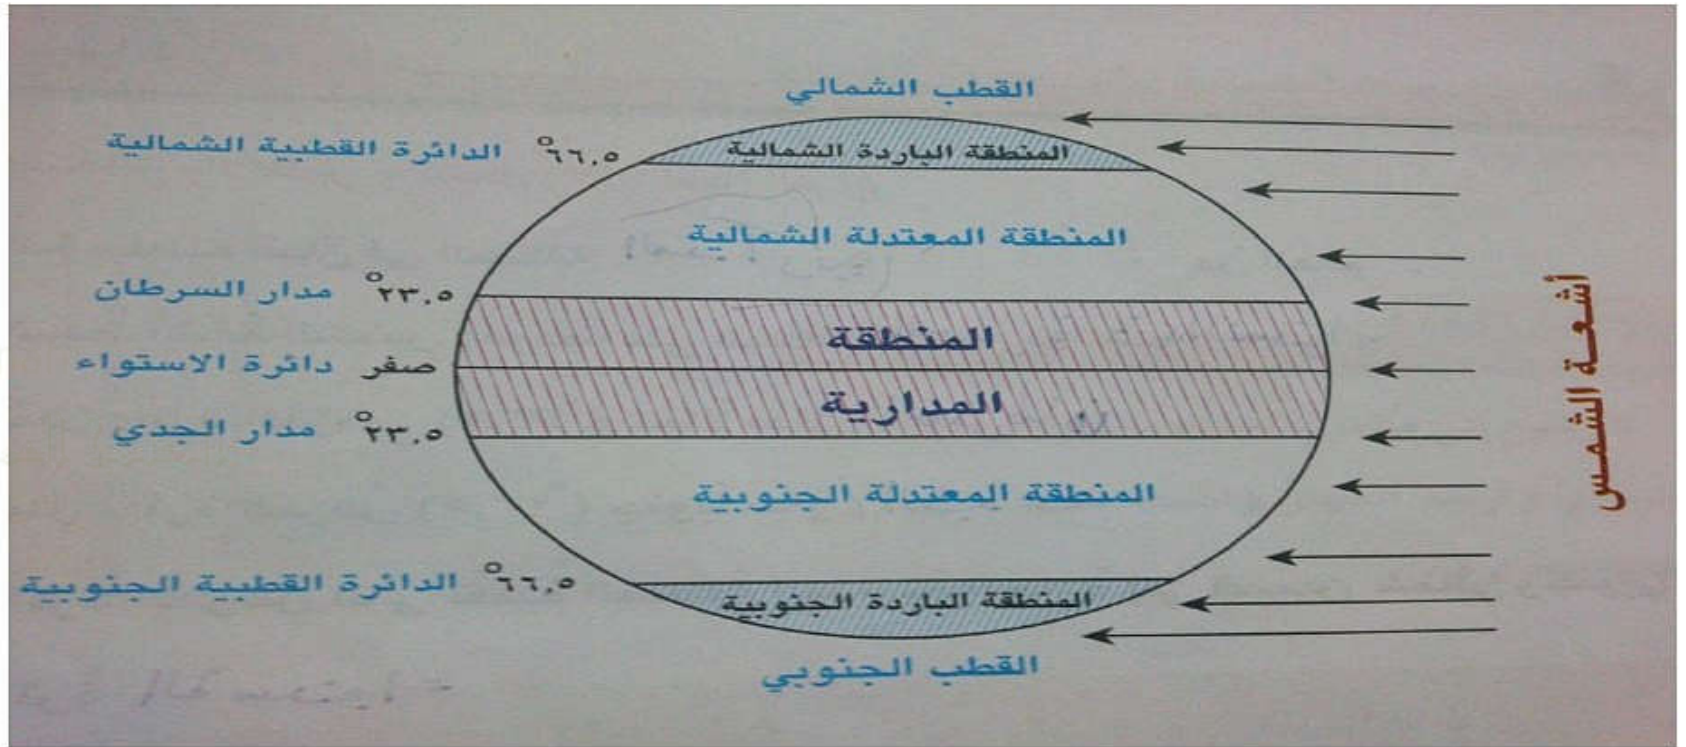 القطب الشمالي
المنطقة الباردة الشمالية
الدائرة القطبية الشمالية ٦٦.٥°
المنطقة المعتدلة الشمالية
مدار السرطان ٢٣.٥°
المنطقة
دائرة الاستواء صفر
المدارية
مدار الجدي ٢٣.٥°
المنطقة المعتدلة الجنوبية
الدائرة القطبية الجنوبية ٦٦.٥°
المنطقة الباردة الجنوبية
القطب الجنوبي
أشعة الشمس